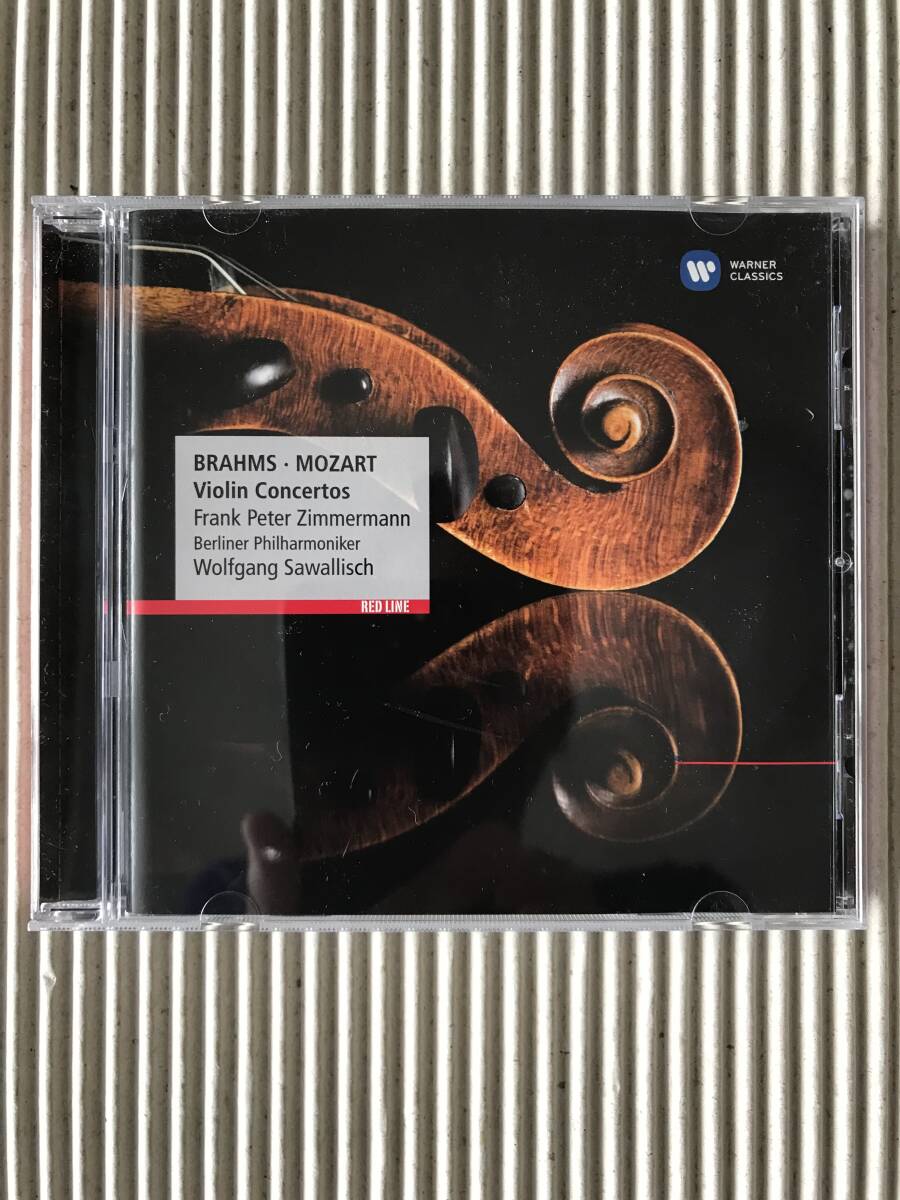 WARNER
CLASSICS
BRAHMS · MOZART
Violin Concertos
Frank Peter Zimmermann
Berliner Philharmoniker
Wolfgang Sawallisch
RED LINE